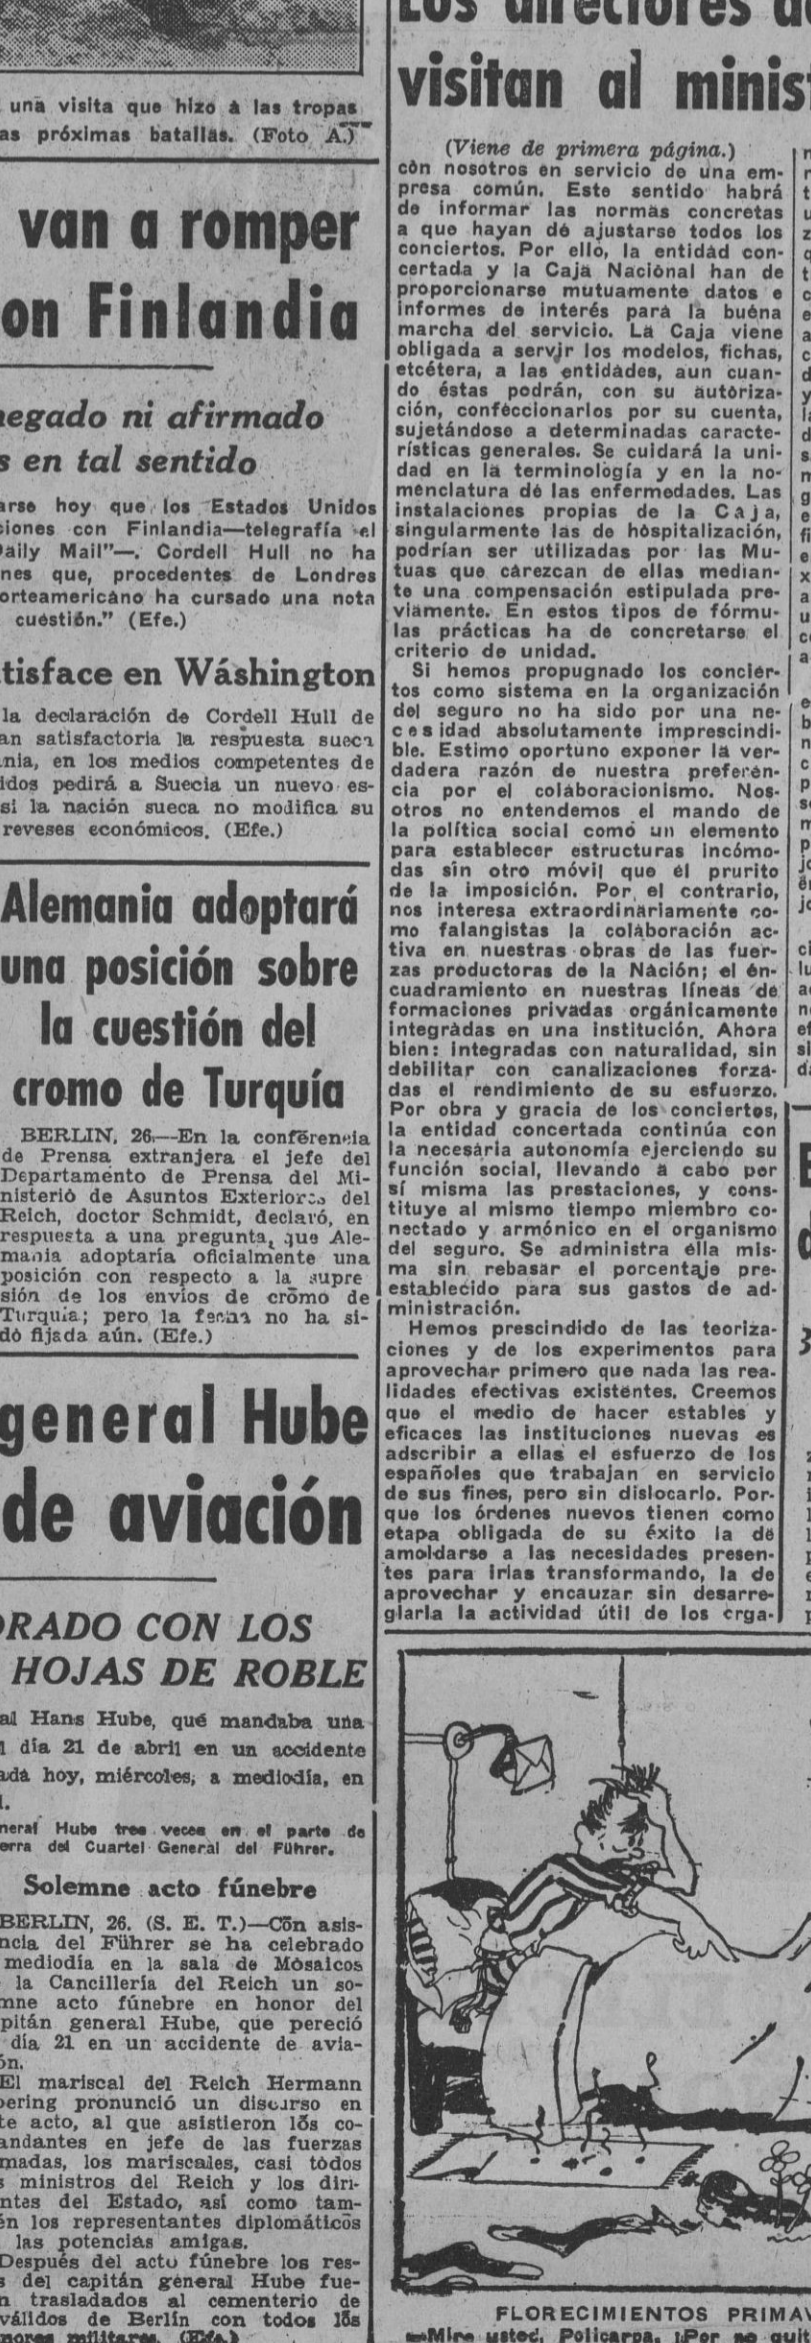 una visita que hizo à las tropas
as próximas batallas. (Foto A.)
van a romper
on Finlandia
negado ni afirmado
s en tal sentido
arse hoy que los Estados Unidos
ciones con Finlandia—telegrafía el
Daily Mail"—. Cordell Hull no ha
nes que, procedentes de Londres
orteamericano ha cursado una nota
cuestión." (Efe.)
tisface en Wáshington
la declaración de Cordell Hull de
an satisfactoria la respuesta sueca
nia, en los medios competentes de
idos pedirá a Suecia un nuevo es-
si la nación sueca no modifica su
reveses económicos. (Efe.)
Alemania adoptará
una posición sobre
la cuestión del
cromo de Turquía
BERLIN, 26.—En la conferencia
de Prensa extranjera el jefe del
Departamento de Prensa del Mi-
nisterio de Asuntos Exteriores del
Reich, doctor Schmidt, declaró, en
respuesta a una pregunta, que Ale-
mania adoptaría oficialmente una
posición con respecto a la supre
sión de los envíos de cromo de
Turquía; pero la fecha no ha si-
do fijada aún. (Efe.)
general Hube
de aviación
ORADO CON LOS
HOJAS DE ROBLE
al Hans Hube, qué mandaba una
l día 21 de abril en un accidente
ada hoy, miércoles, a mediodía, en
l.
neral Hube tres veces en el parte de
erra del Cuartel General del Führer.
Solemne acto fúnebre
BERLIN, 26. (S. E. T.)—Con asis-
ncia del Führer se ha celebrado
mediodía en la sala de Mosaicos
la Cancillería del Reich un so-
mne acto fúnebre en honor del
pitán general Hube, que pereció
día 21 en un accidente de avia-
ón.
El mariscal del Reich Hermann
oering pronunció un discurso en
te acto, al que asistieron los co-
andantes en jefe de las fuerzas
madas, los mariscales, casi todos
s ministros del Reich y los diri-
ntes del Estado, así como tam-
én los representantes diplomáticos
las potencias amigas.
Después del acto fúnebre los res-
s del capitán general Hube fue-
n trasladados al cementerio de
válidos de Berlín con todos los
nores militares. (Efe.)
Los directores de
visitan al minist
(Viene de primera página.)
con nosotros en servicio de una em-
presa común. Este sentido habrá
de informar las normas concretas
a que hayan de ajustarse todos los
conciertos. Por ello, la entidad con-
certada y la Caja Nacional han de
proporcionarse mutuamente datos e
informes de interés para la buena
marcha del servicio. La Caja viene
obligada a servir los modelos, fichas,
etcétera, a las entidades, aun cuan-
do éstas podrán, con su autoriza-
ción, confeccionarlos por su cuenta,
sujetándose a determinadas caracte-
rísticas generales. Se cuidará la uni-
dad en la terminología y en la no-
menclatura de las enfermedades. Las
instalaciones propias de la Caja,
singularmente las de hospitalización,
podrían ser utilizadas por las Mu-
tuas que carezcan de ellas median-
te una compensación estipulada pre-
viamente. En estos tipos de fórmu-
las prácticas ha de concretarse el
criterio de unidad.
Si hemos propugnado los concier-
tos como sistema en la organización
del seguro no ha sido por una ne-
cesidad absolutamente imprescindi-
ble. Estimo oportuno exponer la ver-
dadera razón de nuestra preferen-
cia por el colaboracionismo. Nos-
otros no entendemos el mando de
la política social como un elemento
para establecer estructuras incómo-
das sin otro móvil que el prurito
de la imposición. Por el contrario,
nos interesa extraordinariamente co-
mo falangistas la colaboración ac-
tiva en nuestras obras de las fuer-
zas productoras de la Nación; el en-
cuadramiento en nuestras líneas de
formaciones privadas orgánicamente
integradas en una institución. Ahora
bien: integradas con naturalidad, sin
debilitar con canalizaciones forza-
das el rendimiento de su esfuerzo.
Por obra y gracia de los conciertos,
la entidad concertada continúa con
la necesaria autonomía ejerciendo su
función social, llevando a cabo por
sí misma las prestaciones, y cons-
tituye al mismo tiempo miembro co-
nectado y armónico en el organismo
del seguro. Se administra ella mis-
ma sin rebasar el porcentaje pre-
establecido para sus gastos de ad-
ministración.
Hemos prescindido de las teoriza-
ciones y de los experimentos para
aprovechar primero que nada las rea-
lidades efectivas existentes. Creemos
que el medio de hacer estables y
eficaces las instituciones nuevas es
adscribir a ellas el esfuerzo de los
españoles que trabajan en servicio
de sus fines, pero sin dislocarlo. Por-
que los órdenes nuevos tienen como
etapa obligada de su éxito la de
amoldarse a las necesidades presen-
tes para irlas transformando, la de
aprovechar y encauzar sin desarre-
glarla la actividad útil de los orga-
FLORECIMIENTOS PRIMAV
—Mire usted, Policarpa. ¡Por se quit